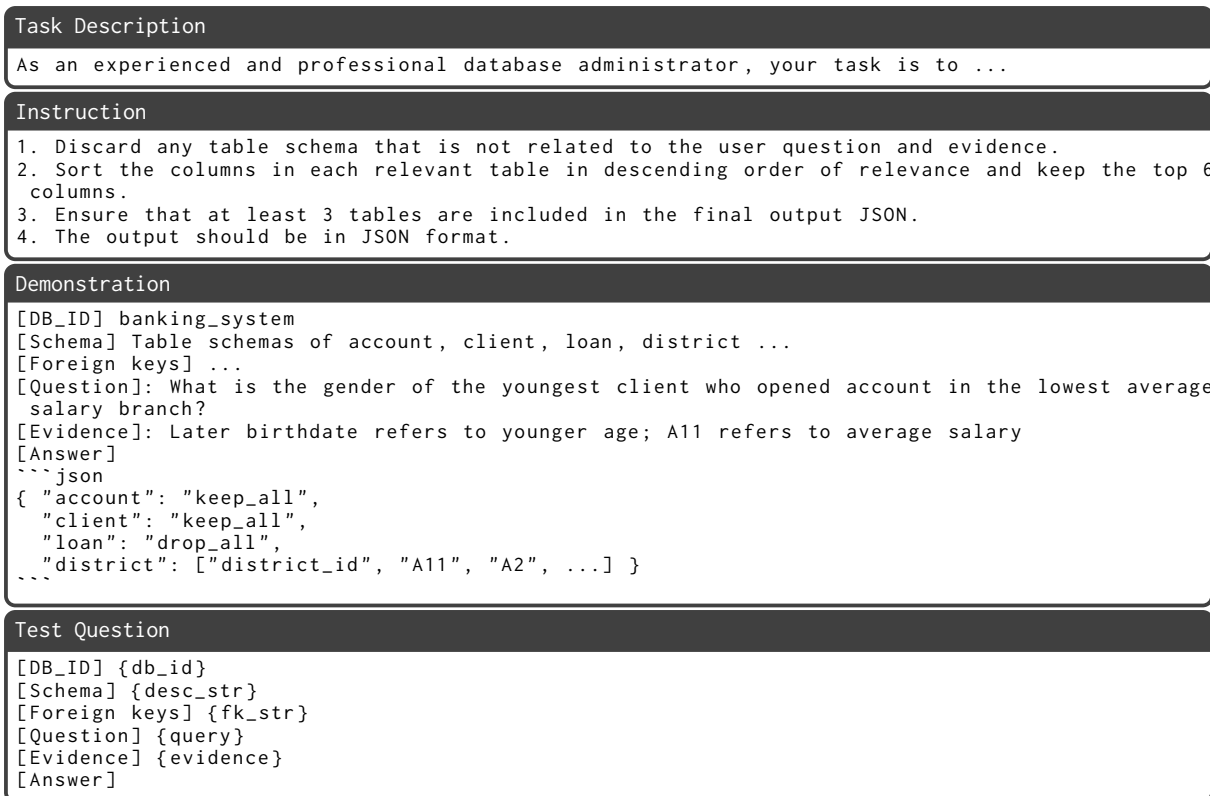 Task Description
As an experienced and professional database administrator, your task is to ...
Instruction
1. Discard any table schema that is not related to the user question and evidence.
2. Sort the columns in each relevant table in descending order of relevance and keep the top 6
columns.
3. Ensure that at least 3 tables are included in the final output JSON.
4. The output should be in JSON format.
Demonstration
[DB_ID] banking_system
[Schema] Table schemas of account, client, loan, district ...
[Foreign keys] ...
[Question]: What is the gender of the youngest client who opened account in the lowest average
salary branch?
[Evidence]: Later birthdate refers to younger age; A11 refers to average salary
[Answer]
```json
{ "account": "keep_all",
"client": "keep_all",
"loan": "drop_all",
"district": ["district_id", "A11", "A2", ...] }
```
Test Question
[DB_ID] {db_id}
[Schema] {desc_str}
[Foreign keys] {fk_str}
[Question] {query}
[Evidence] {evidence}
[Answer]